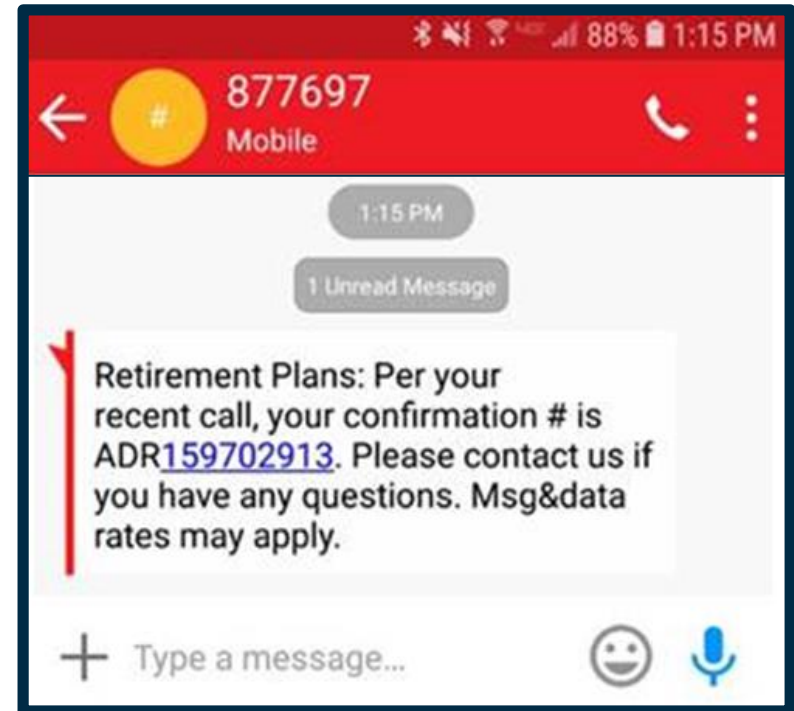 88% 1:15 PM
877697
#
Mobile
1:15 PM
1 Unread Message
Retirement Plans: Per your
recent call, your confirmation # is
ADR159702913. Please contact us if
you have any questions. Msg&data
rates may apply.
Type a message...